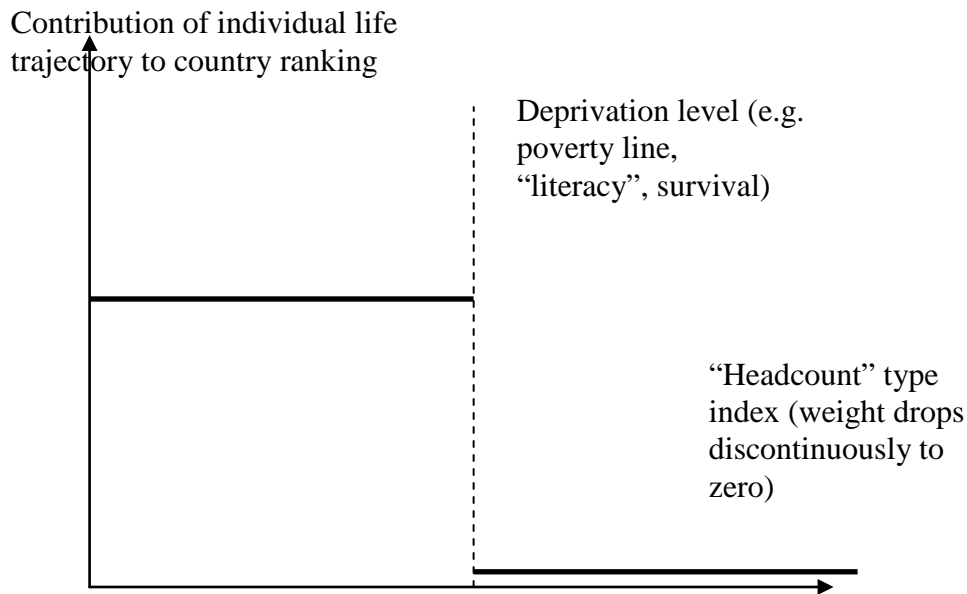 Contribution of individual life
trajectory to country ranking
Deprivation level (e.g.
poverty line,
“literacy”, survival)
“Headcount” type
index (weight drops
discontinuously to
zero)